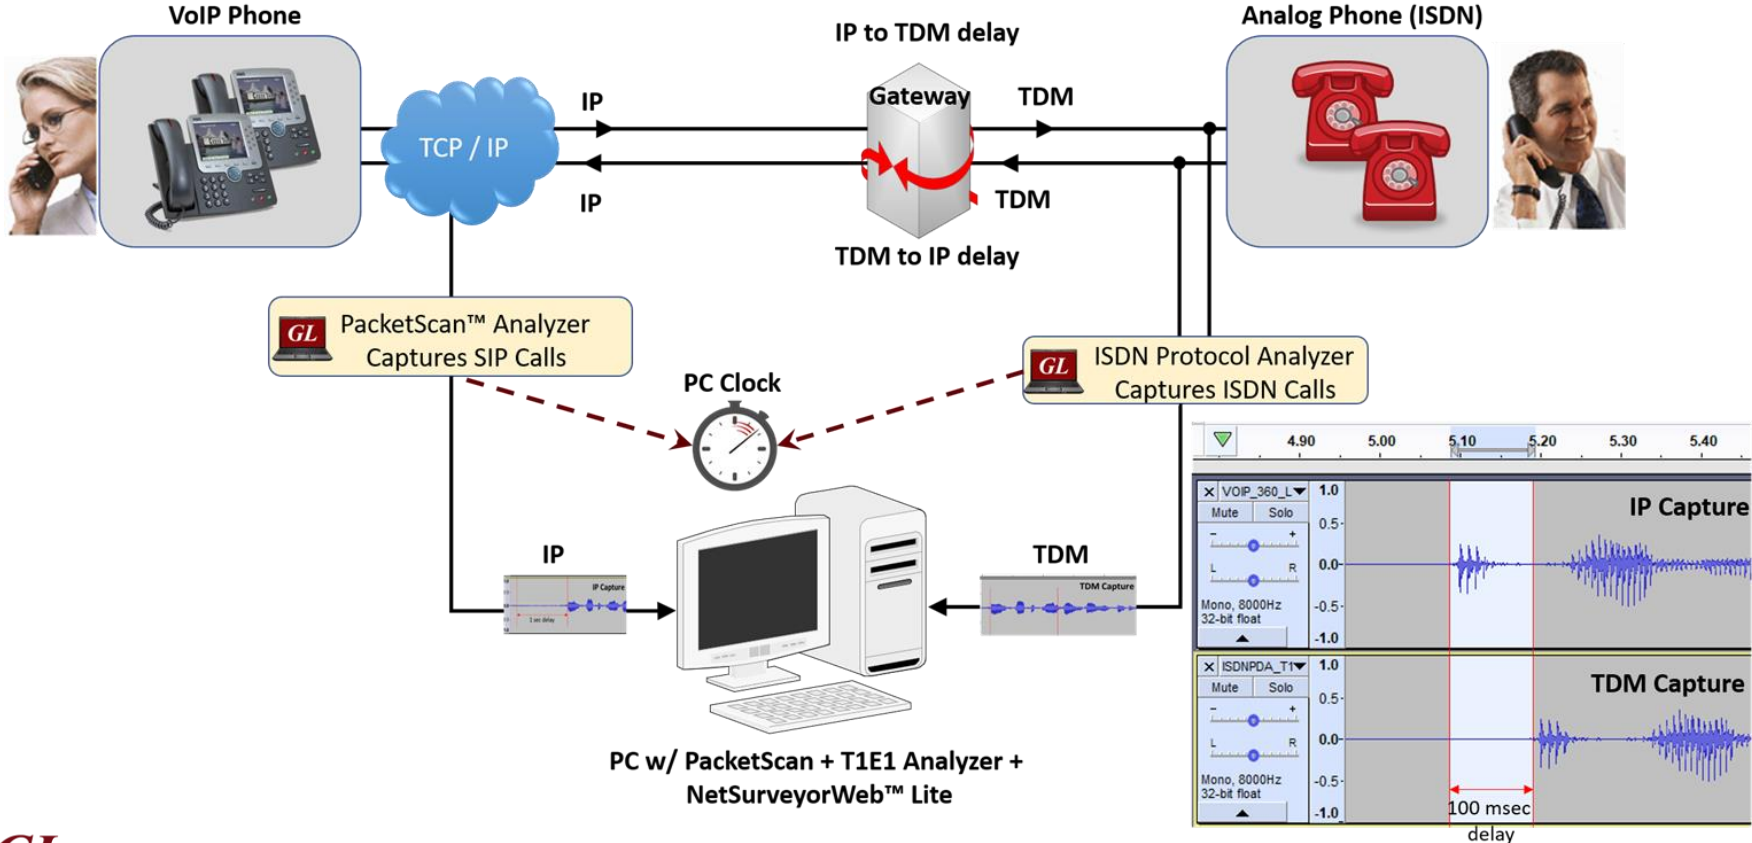 VoIP Phone
Analog Phone (ISDN)
IP to TDM delay
Gateway
IP
TDM
TCP / IP
IP
TDM
TDM to IP delay
PacketScan™ Analyzer
Captures SIP Calls
GL
ISDN Protocol Analyzer
Captures ISDN Calls
GL
PC Clock
IP
IP Capture
1 sec delay
TDM
TDM Capture
PC w/ PacketScan + T1E1 Analyzer +
NetSurveyorWeb™ Lite
4.90 5.00 5.10 5.20 5.30 5.40
X VOIP_360_L
Mute Solo
- +
L R
Mono, 8000Hz
32-bit float
1.0
0.5-
0.0-
-0.5-
-1.0
IP Capture
X ISDNPDA_T1
Mute Solo
- +
L R
Mono, 8000Hz
32-bit float
1.0
0.5-
0.0-
-0.5-
-1.0
TDM Capture
100 msec
delay
GL